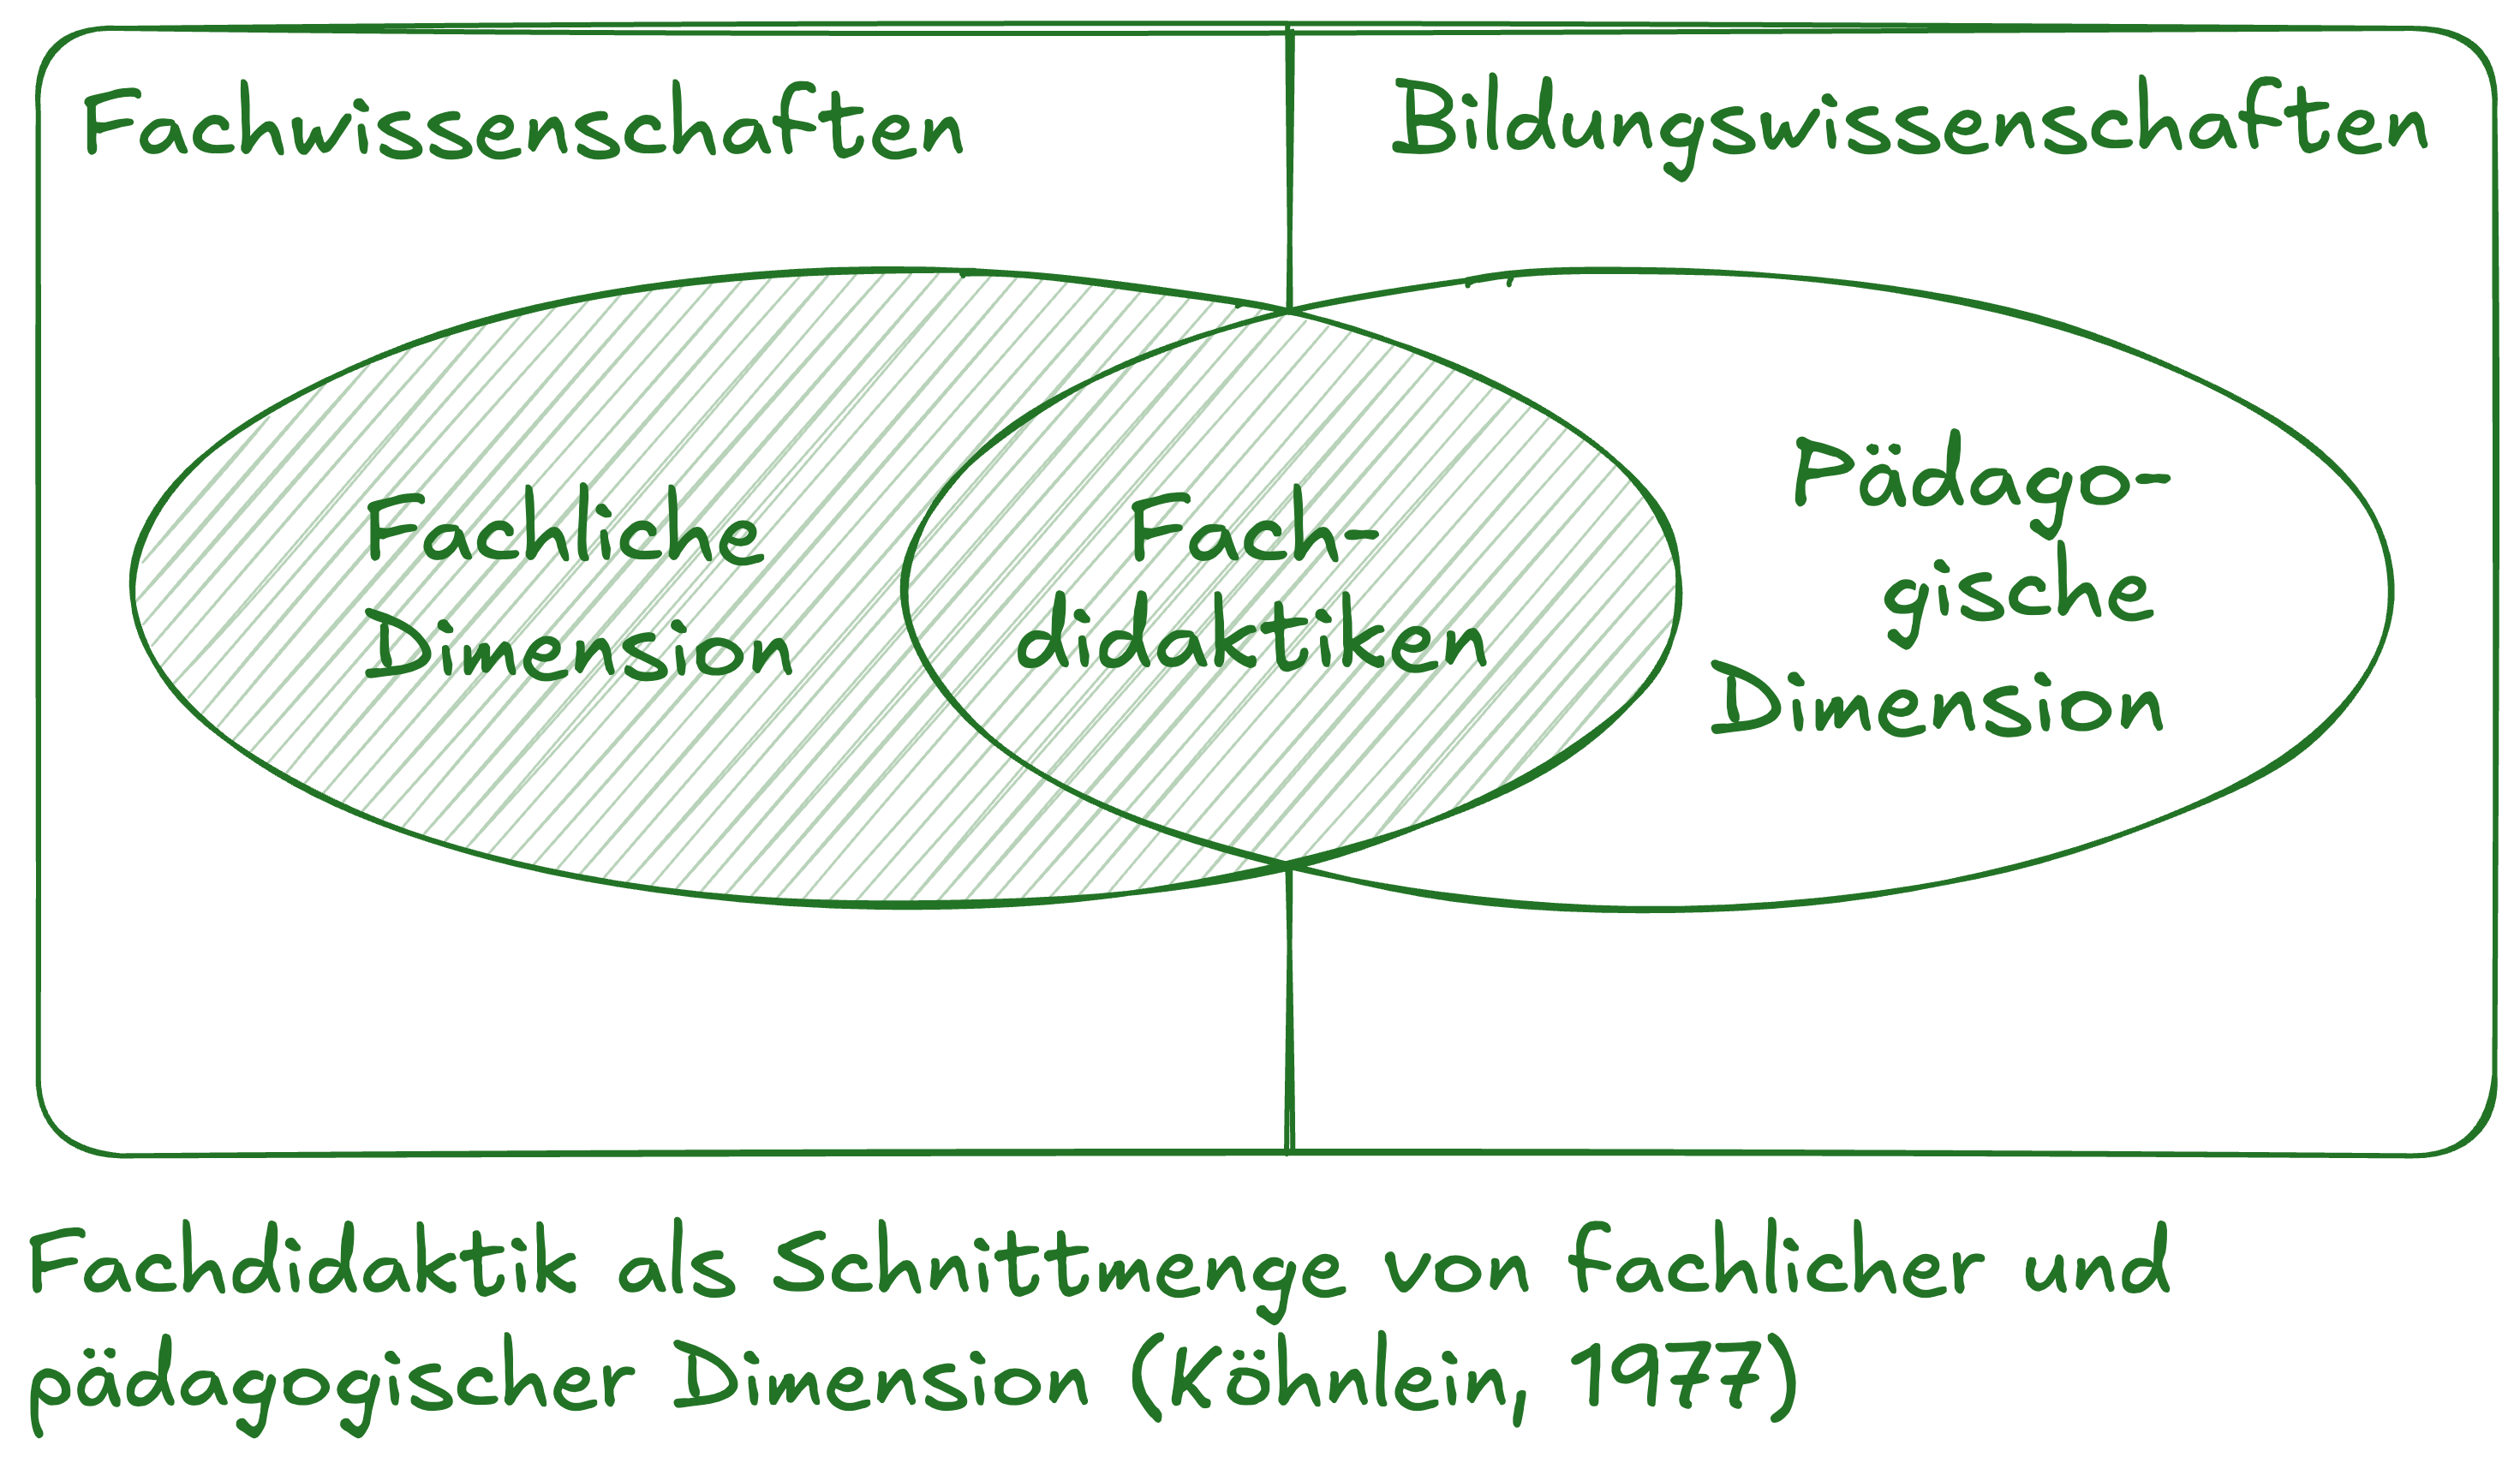 Fachwissenschaften
Bildungswissenschaften
Fachliche
Dimension
Fach-
didaktiken
Pädago-
gische
Dimension
Fachdidaktik als Schnittmenge von fachlicher und
pädagogischer Dimension (Köhnlein, 1977)